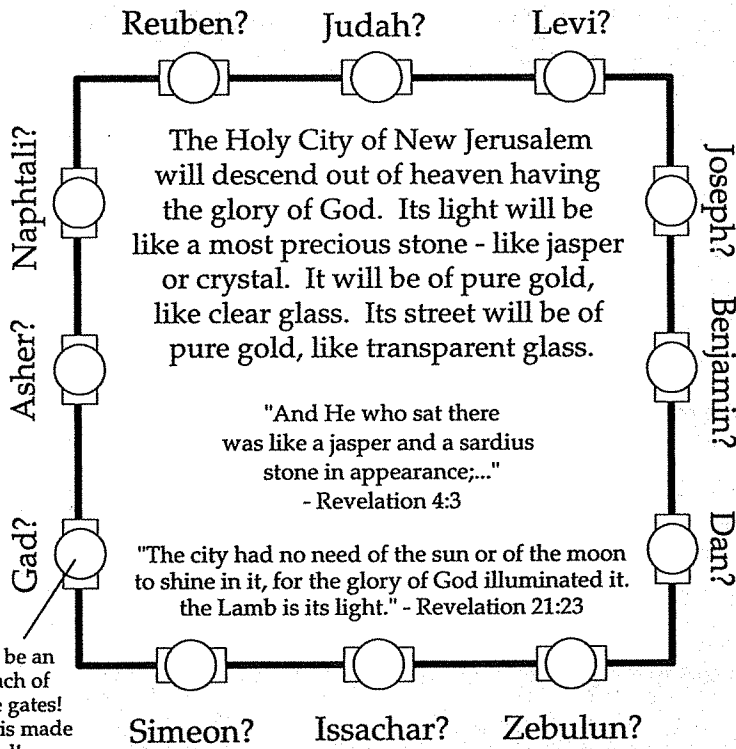 Reuben? Judah? Levi?
Naphtali?
Asher?
Gad?
The Holy City of New Jerusalem
will descend out of heaven having
the glory of God. Its light will be
like a most precious stone - like jasper
or crystal. It will be of pure gold,
like clear glass. Its street will be of
pure gold, like transparent glass.
"And He who sat there
was like a jasper and a sardius
stone in appearance;..."
- Revelation 4:3
"The city had no need of the sun or of the moon
to shine in it, for the glory of God illuminated it.
the Lamb is its light." - Revelation 21:23
Joseph?
Benjamin?
Dan?
be an
of
gates!
is made
Simeon? Issachar? Zebulun?